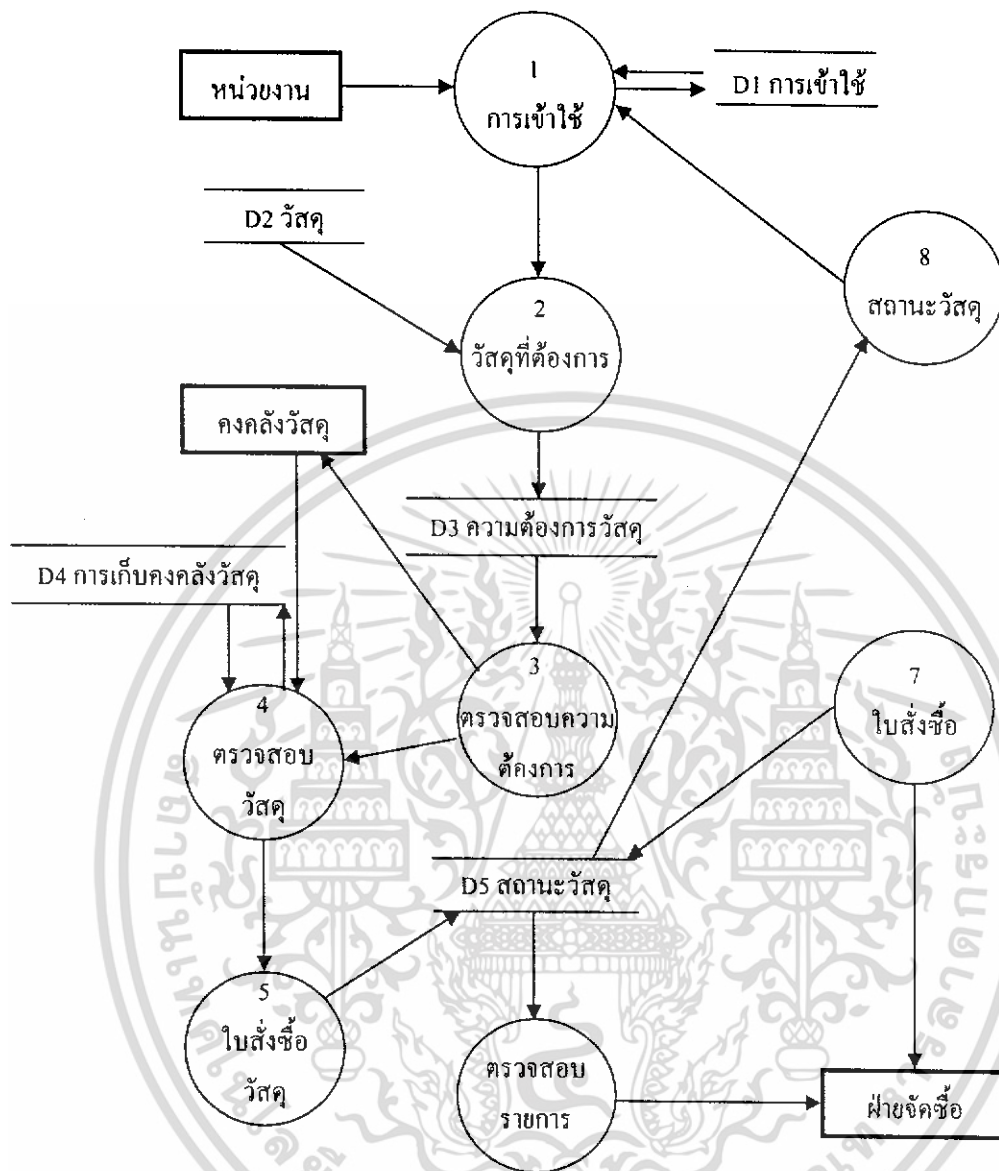 1
หน่วยงาน
การเข้าใช้
D1 การเข้าใช้
D2 วัสดุ
8
สถานะวัสดุ
2
วัสดุที่ต้องการ
คงคลังวัสดุ
D3 ความต้องการวัสดุ
D4 การเก็บคงคลังวัสดุ
3
ตรวจสอบความ
ต้องการ
7
ใบสั่งซื้อ
4
ตรวจสอบ
วัสดุ
D5 สถานะวัสดุ
5
ใบสั่งซื้อ
วัสดุ
ตรวจสอบ
รายการ
ฝ่ายจัดซื้อ